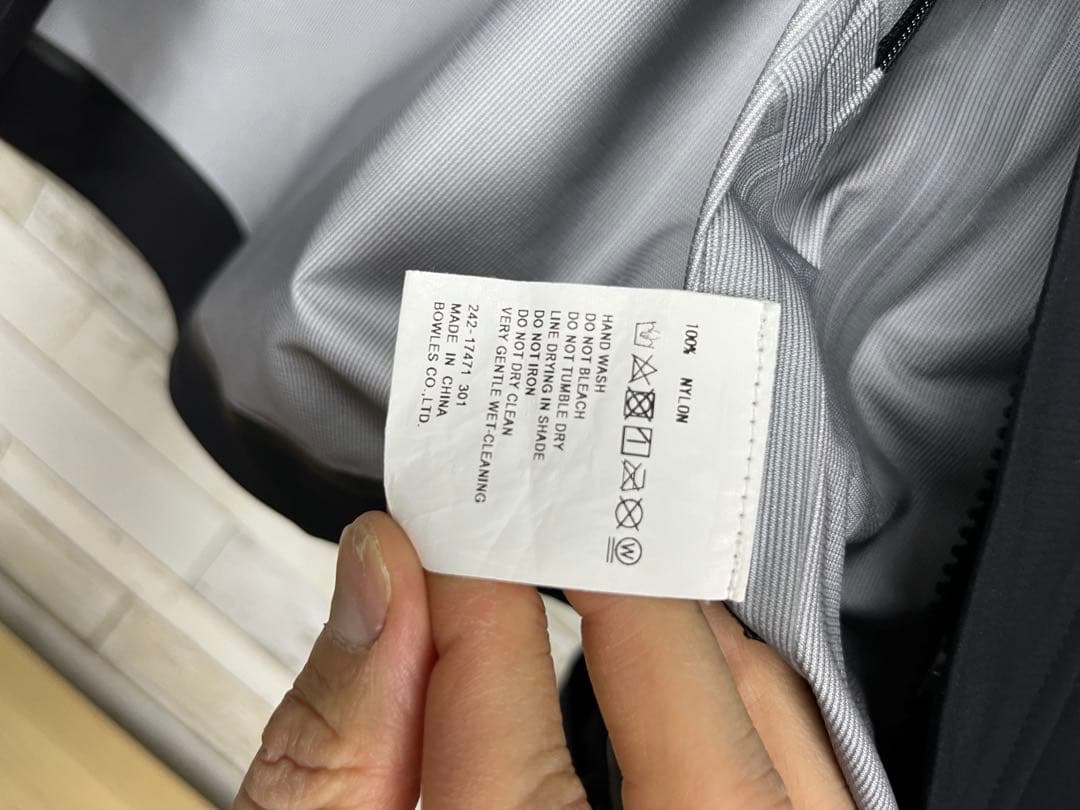 100% NYLON
W
HAND WASH
DO NOT BLEACH
DO NOT TUMBLE DRY
LINE DRYING IN SHADE
DO NOT IRON
DO NOT DRY CLEAN
VERY GENTLE WET-CLEANING
242-17471 301
MADE IN CHINA
BOWLES CO.,LTD.